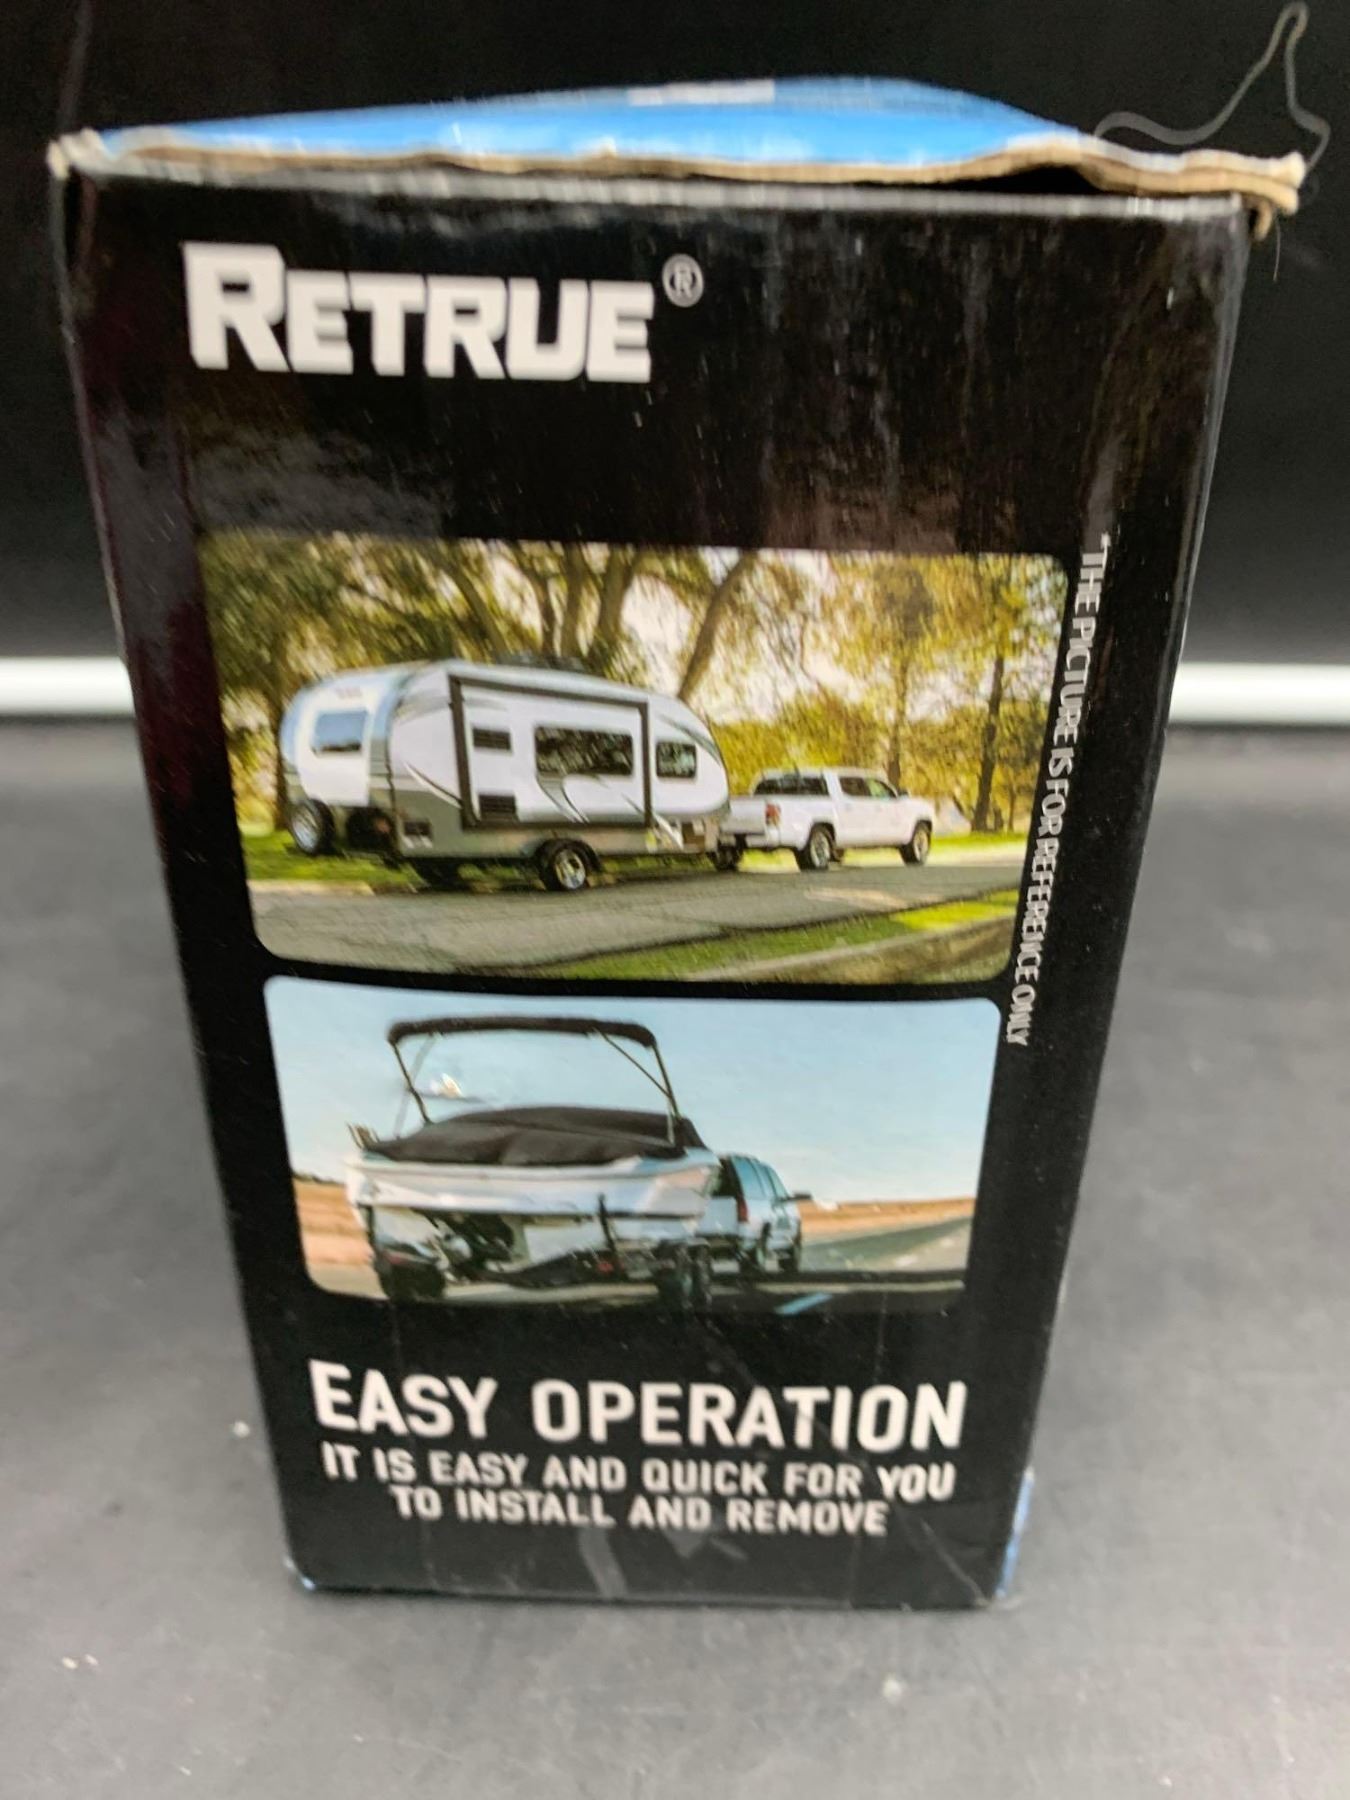 RETRUE®
*THE PICTURE IS FOR REFERENCE ONLY
EASY OPERATION
IT IS EASY AND QUICK FOR YOU
TO INSTALL AND REMOVE